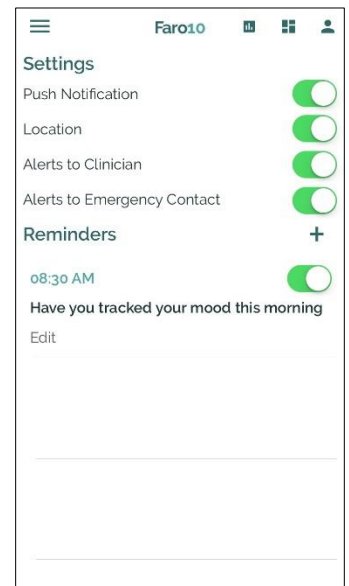 Faro10
Settings
Push Notification
Location
Alerts to Clinician
Alerts to Emergency Contact
Reminders
+
08:30 AM
Have you tracked your mood this morning
Edit